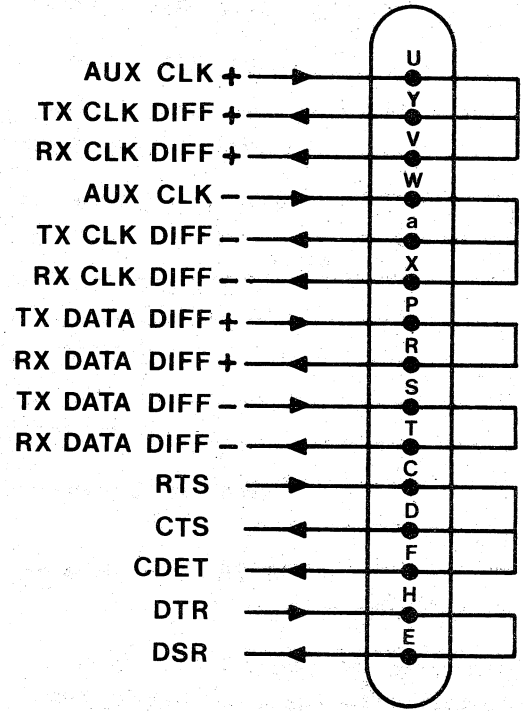 U
AUX CLK +
Y
TX CLK DIFF +
V
RX CLK DIFF +
W
AUX CLK -
a
TX CLK DIFF -
X
RX CLK DIFF -
P
TX DATA DIFF +
R
RX DATA DIFF +
S
TX DATA DIFF -
T
RX DATA DIFF -
C
RTS
D
CTS
F
CDET
H
DTR
E
DSR